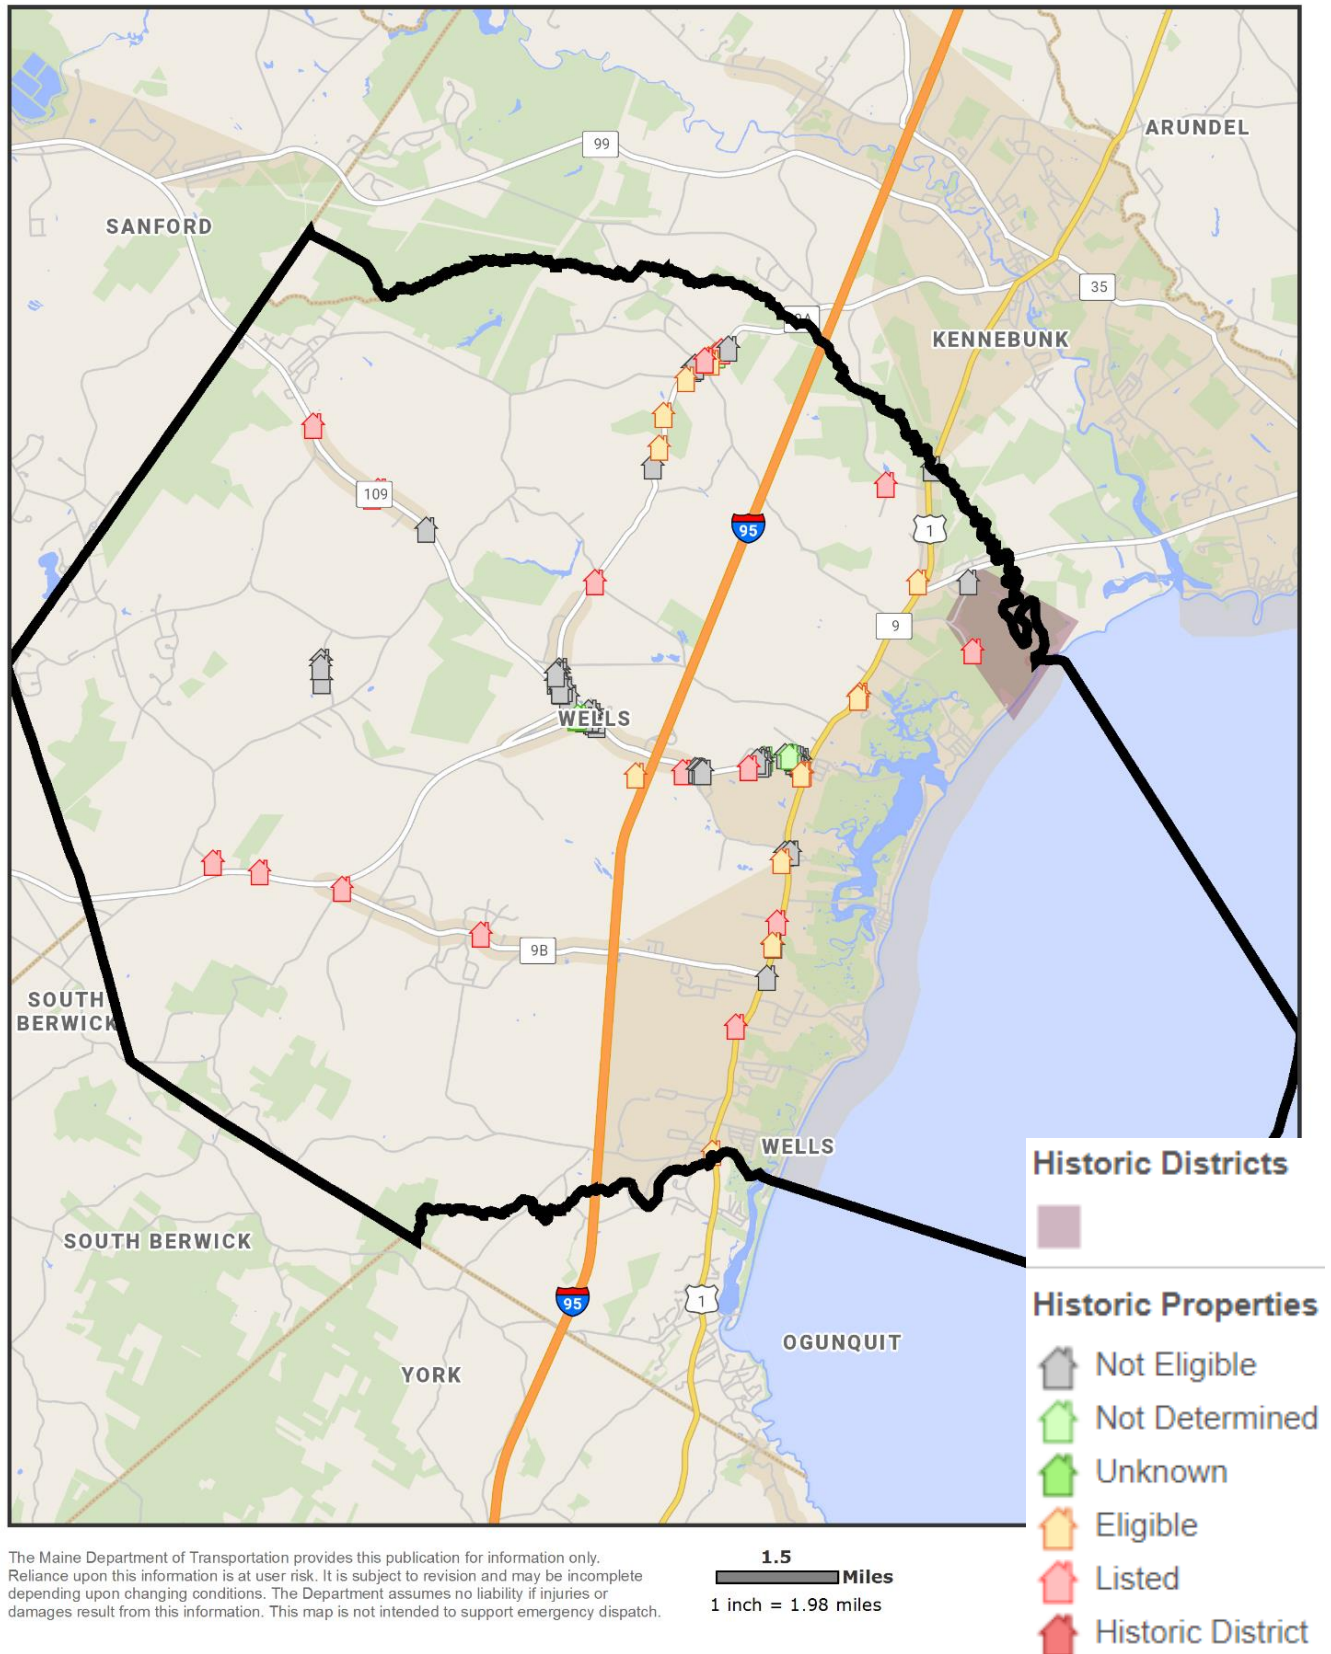 ARUNDEL
99
SANFORD
35
KENNEBUNK
109
95
1
9
WELLS
9B
SOUTH
BERWICK
WELLS
SOUTH BERWICK
95
1
OGUNQUIT
YORK
Historic Districts
Historic Properties
Not Eligible
Not Determined
Unknown
Eligible
Listed
Historic District
The Maine Department of Transportation provides this publication for information only.
Reliance upon this information is at user risk. It is subject to revision and may be incomplete
depending upon changing conditions. The Department assumes no liability if injuries or
damages result from this information. This map is not intended to support emergency dispatch.
1.5
Miles
1 inch = 1.98 miles